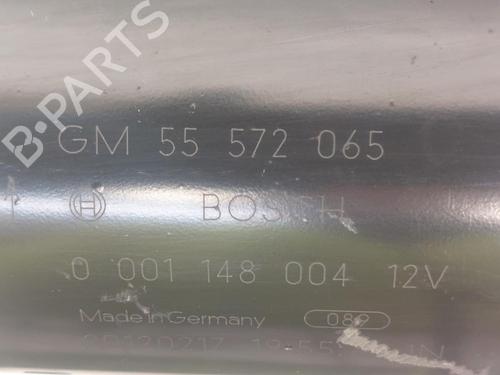 B-PARTS
GM 55 572 065
BOSCH
0 001 148 004 12V
Made in Germany 089